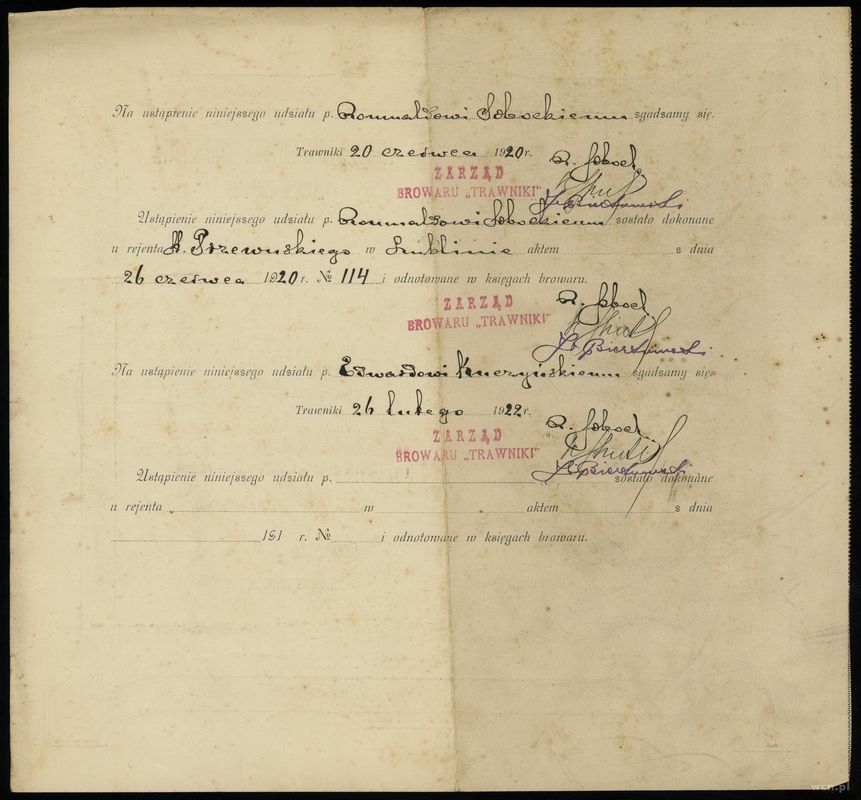 Na ustąpienie niniejszego udziału p. Romualdowi Sobockiemu zgadzamy się.
Trawniki 20 czerwca 1920 r.
R. Soboc
ZARZĄD
BROWARU „TRAWNIKI”
Ustąpienie niniejszego udziału p. Romualdowi Sobockiemu zostało dokonane
u rejenta w Lublinie aktem z dnia
26 czerwca 1920 r. № 114 i odnotowane w księgach browaru.
ZARZĄD
BROWARU „TRAWNIKI”
Na ustąpienie niniejszego udziału p. Edwardowi Kuczyńskiemu zgadzamy się.
Trawniki 26 lutego 1922 r.
ZARZĄD
BROWARU „TRAWNIKI”
Ustąpienie niniejszego udziału p. zostało dokonane
u rejenta w aktem z dnia
191 r. № i odnotowane w księgach browaru.
wcn.pl